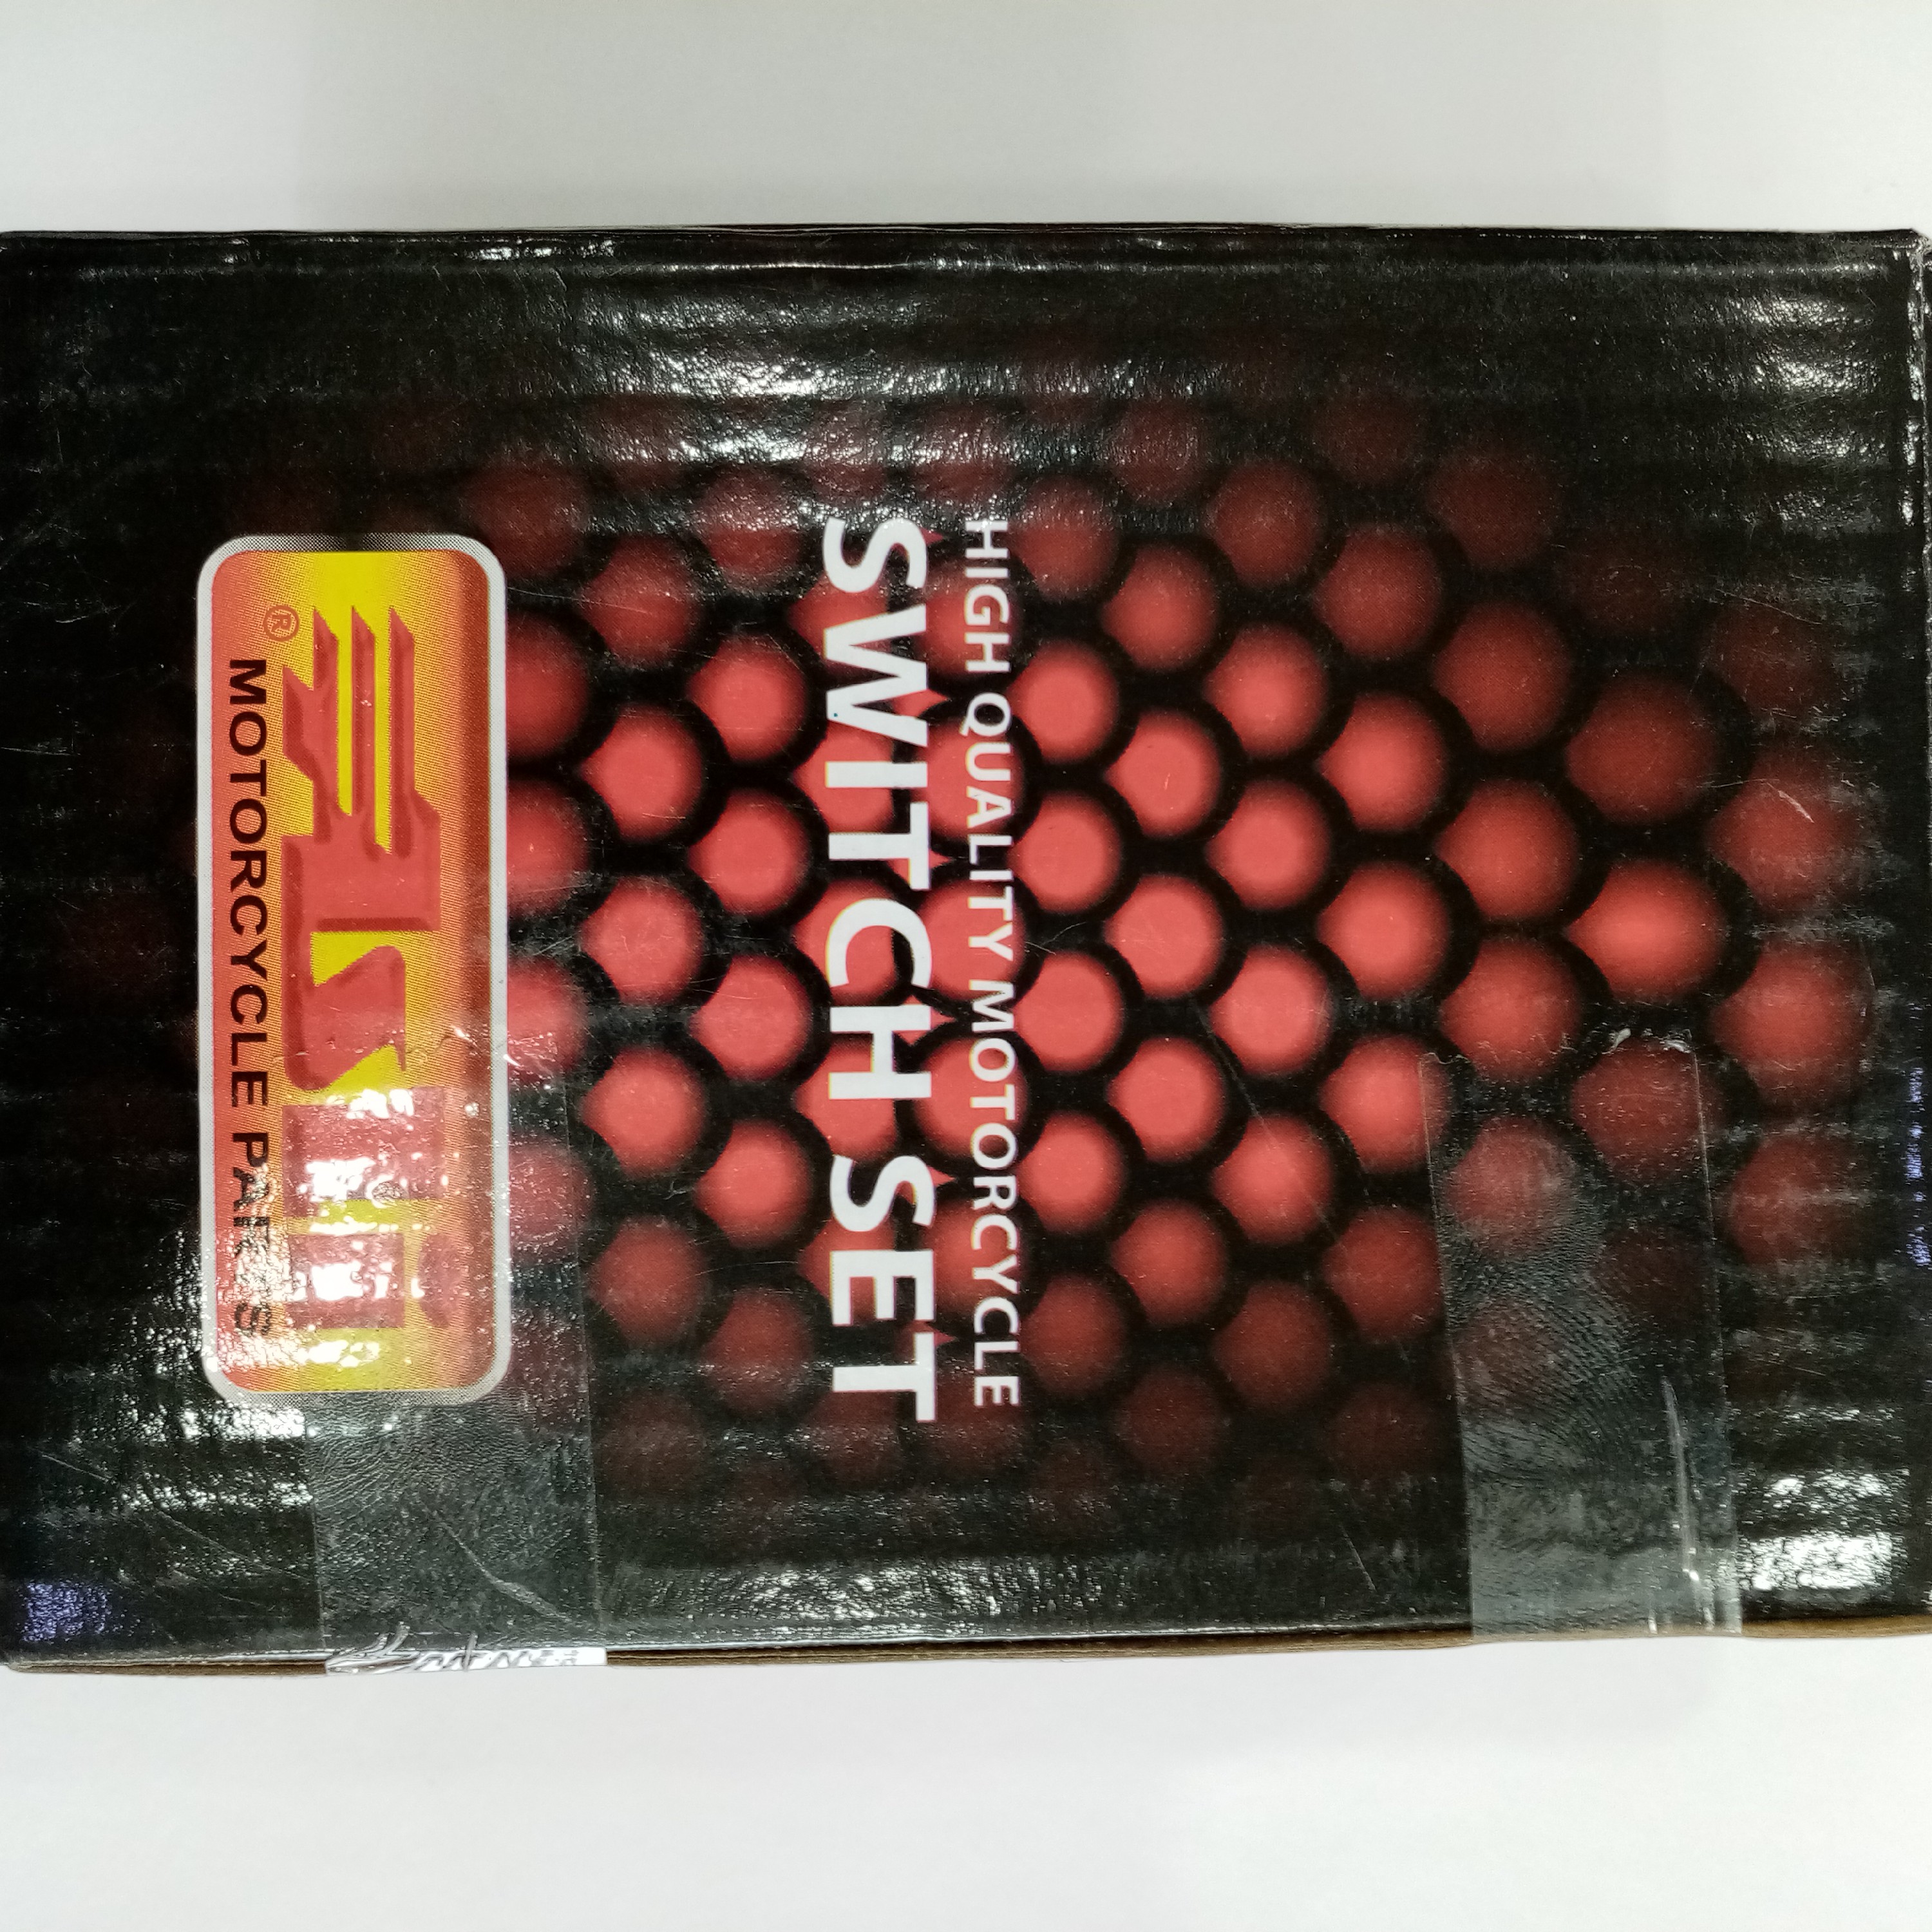 HIGH QUALITY MOTORCYCLE
SWITCH SET
®
MOTORCYCLE PARTS